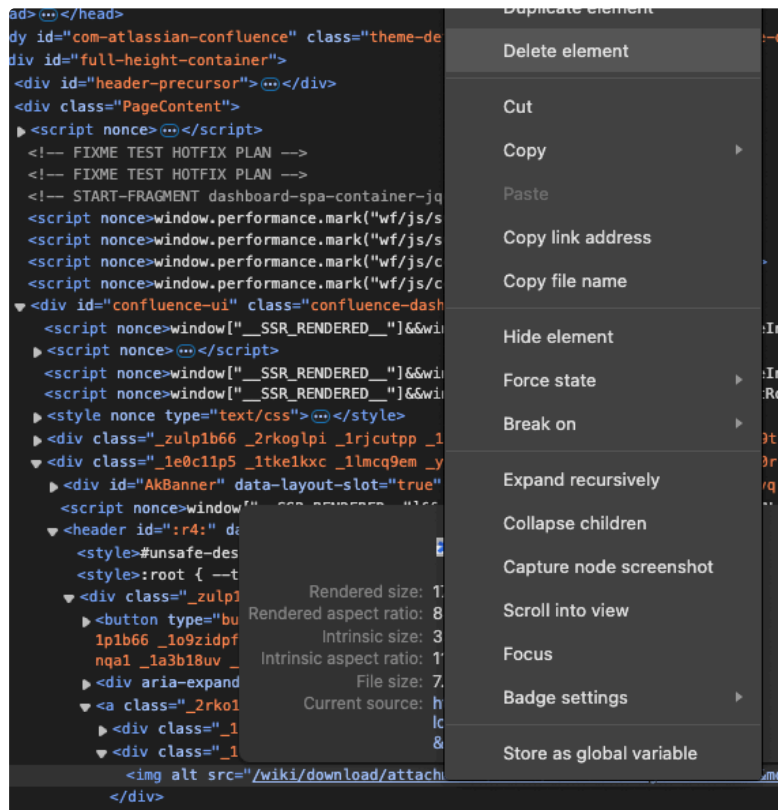 ad>…</head>
dy id="com-atlassian-confluence" class="theme-de
div id="full-height-container">
<div id="header-precursor">…</div>
<div class="PageContent">
<script nonce>…</script>
<!-- FIXME TEST HOTFIX PLAN -->
<!-- FIXME TEST HOTFIX PLAN -->
<!-- START-FRAGMENT dashboard-spa-container-jq
<script nonce>window.performance.mark("wf/js/s
<script nonce>window.performance.mark("wf/js/s
<script nonce>window.performance.mark("wf/js/c
<script nonce>window.performance.mark("wf/js/c
<div id="confluence-ui" class="confluence-dash
<script nonce>window["__SSR_RENDERED__"]&&win
<script nonce>…</script>
<script nonce>window["__SSR_RENDERED__"]&&win
<script nonce>window["__SSR_RENDERED__"]&&win
<style nonce type="text/css">…</style>
<div class="_zulp1b66 _2rkoglpi _1rjcutpp _1
<div class="_1e0c11p5 _1tke1kxc _1lmcq9em _y
<div id="AkBanner" data-layout-slot="true"
<script nonce>window["
<header id=":r4:" da
<style>#unsafe-des
<style>:root { --t
<div class="_zulp1
<button type="bu
1p1b66 _1o9zidpf
nqa1 _1a3b18uv _
<div aria-expand
<a class="_2rko1
<div class="_1
<div class="_1
<img alt src="/wiki/download/attach
</div>
Rendered size: 17
Rendered aspect ratio: 8
Intrinsic size: 3
Intrinsic aspect ratio: 11
File size: 7.
Current source: h
lo
&
Duplicate element
Delete element
Cut
Copy
Paste
Copy link address
Copy file name
Hide element
Force state
Break on
Expand recursively
Collapse children
Capture node screenshot
Scroll into view
Focus
Badge settings
Store as global variable